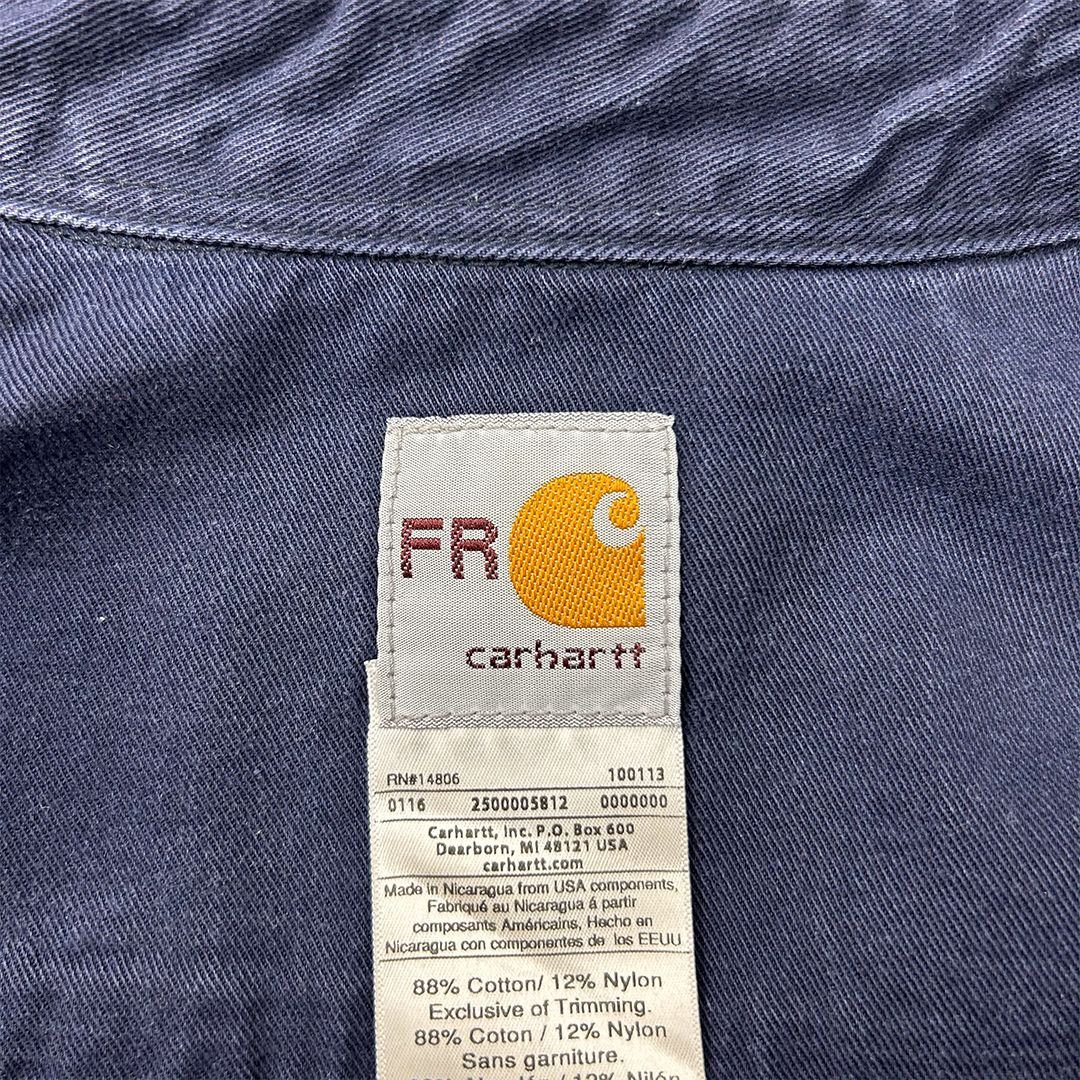 FR
carhartt
RN#14806 100113
0116 2500005812 0000000
Carhartt, Inc. P.O. Box 600
Dearborn, MI 48121 USA
carhartt.com
Made in Nicaragua from USA components,
Fabriqué au Nicaragua á partir
composants Américains, Hecho en
Nicaragua con componentes de los EEUU
88% Cotton/ 12% Nylon
Exclusive of Trimming.
88% Coton / 12% Nylon
Sans garniture.
12% Nilón